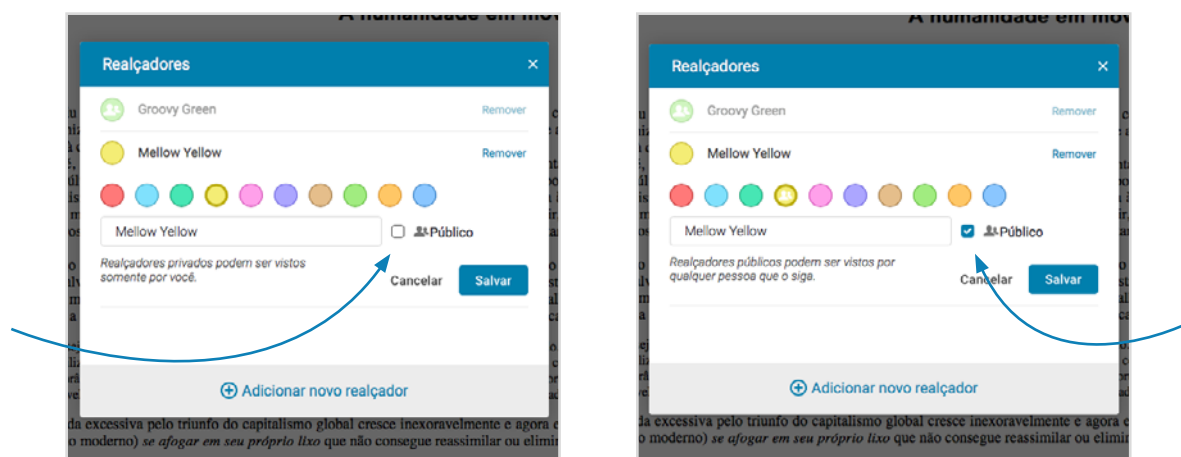 A humanidade em mov
Realçadores ×
Groovy Green Remover
Mellow Yellow Remover
Mellow Yellow Público
Realçadores privados podem ser vistos
somente por você.
Cancelar Salvar
Adicionar novo realçador
da excessiva pelo triunfo do capitalismo global cresce inexoravelmente e agora
o moderno) se afogar em seu próprio lixo que não consegue reassimilar ou elimin
A humanidade em mov
Realçadores ×
Groovy Green Remover
Mellow Yellow Remover
Mellow Yellow Público
Realçadores públicos podem ser vistos por
qualquer pessoa que o siga.
Cancelar Salvar
Adicionar novo realçador
da excessiva pelo triunfo do capitalismo global cresce inexoravelmente e agora
o moderno) se afogar em seu próprio lixo que não consegue reassimilar ou elimin